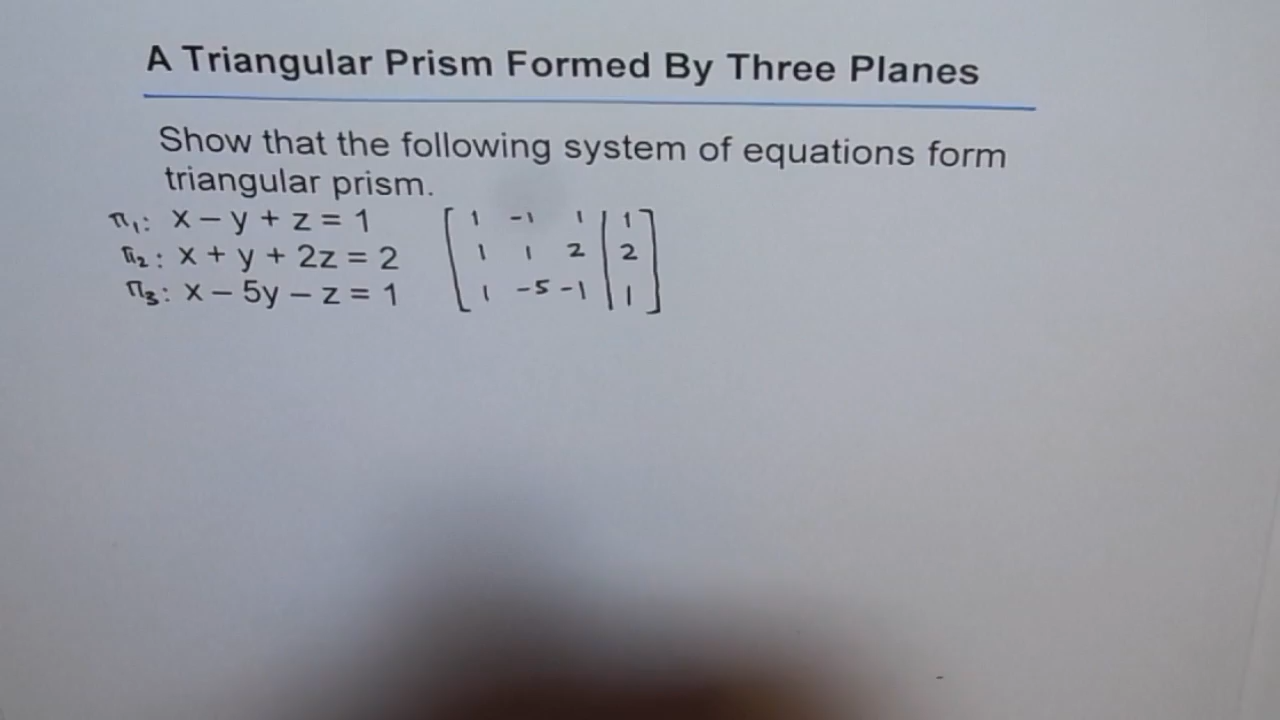 A Triangular Prism Formed By Three Planes
Show that the following system of equations form
triangular prism.
π₁: x – y + z = 1 [ 1 -1 1 | 1 ]
π₂: x + y + 2z = 2 [ 1 1 2 | 2 ]
π₃: x – 5y – z = 1 [ 1 -5 -1 | 1 ]